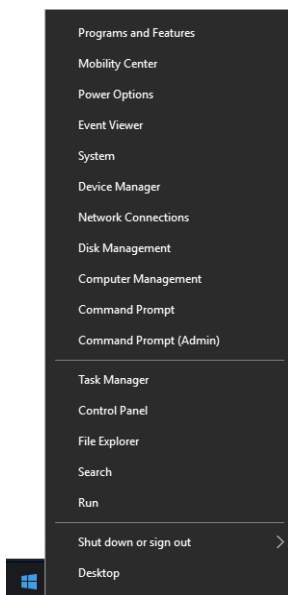 Programs and Features
Mobility Center
Power Options
Event Viewer
System
Device Manager
Network Connections
Disk Management
Computer Management
Command Prompt
Command Prompt (Admin)
Task Manager
Control Panel
File Explorer
Search
Run
Shut down or sign out
Desktop